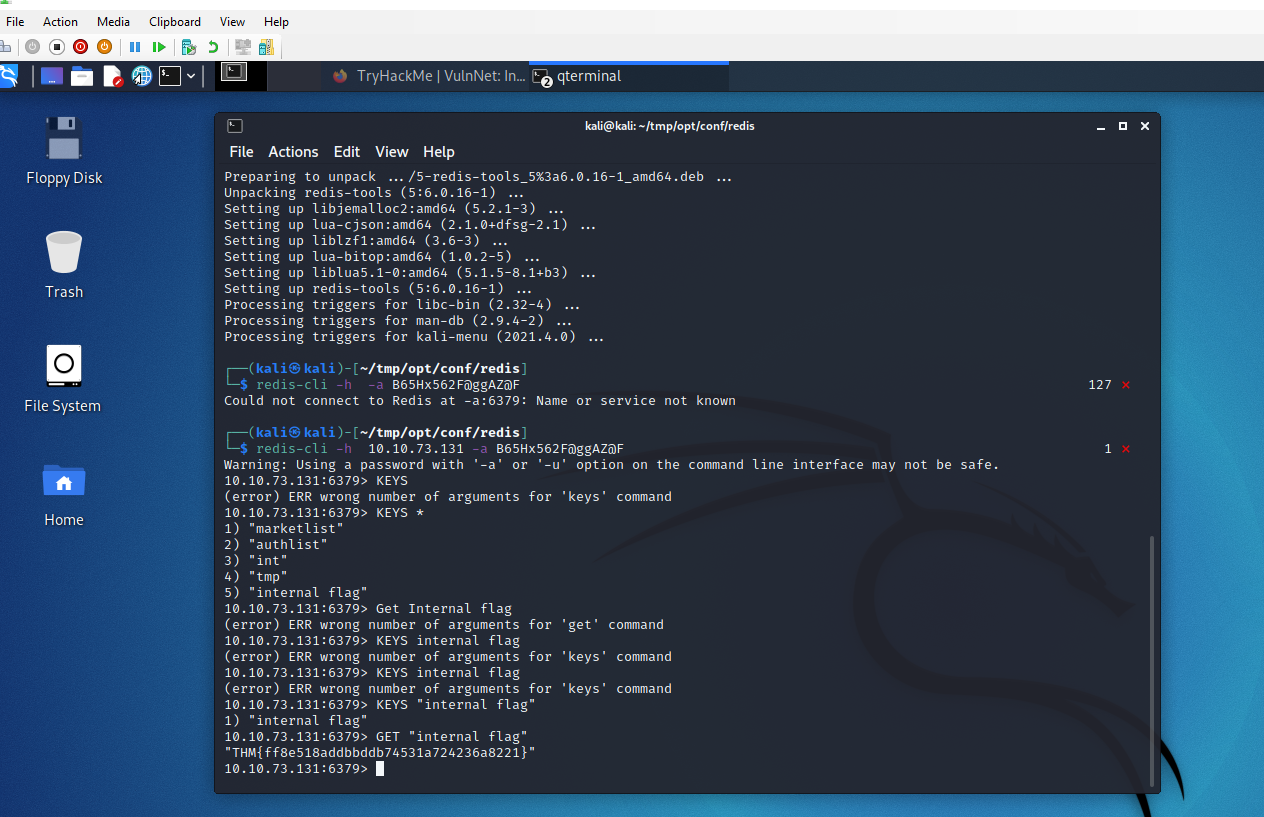 File Action Media Clipboard View Help
TryHackMe | VulnNet: In... 2 qterminal
kali@kali: ~/tmp/opt/conf/redis
File Actions Edit View Help
Floppy Disk
Trash
File System
Home
Preparing to unpack .../5-redis-tools_5%3a6.0.16-1_amd64.deb ...
Unpacking redis-tools (5:6.0.16-1) ...
Setting up libjemalloc2:amd64 (5.2.1-3) ...
Setting up lua-cjson:amd64 (2.1.0+dfsg-2.1) ...
Setting up liblzf1:amd64 (3.6-3) ...
Setting up lua-bitop:amd64 (1.0.2-5) ...
Setting up liblua5.1-0:amd64 (5.1.5-8.1+b3) ...
Setting up redis-tools (5:6.0.16-1) ...
Processing triggers for libc-bin (2.32-4) ...
Processing triggers for man-db (2.9.4-2) ...
Processing triggers for kali-menu (2021.4.0) ...
┌──(kali㉿kali)-[~/tmp/opt/conf/redis]
└─$ redis-cli -h  -a B65Hx562F@ggAZ@F 127 ⨯
Could not connect to Redis at -a:6379: Name or service not known
┌──(kali㉿kali)-[~/tmp/opt/conf/redis]
└─$ redis-cli -h  10.10.73.131 -a B65Hx562F@ggAZ@F 1 ⨯
Warning: Using a password with '-a' or '-u' option on the command line interface may not be safe.
10.10.73.131:6379> KEYS
(error) ERR wrong number of arguments for 'keys' command
10.10.73.131:6379> KEYS *
1) "marketlist"
2) "authlist"
3) "int"
4) "tmp"
5) "internal flag"
10.10.73.131:6379> Get Internal flag
(error) ERR wrong number of arguments for 'get' command
10.10.73.131:6379> KEYS internal flag
(error) ERR wrong number of arguments for 'keys' command
10.10.73.131:6379> KEYS internal flag
(error) ERR wrong number of arguments for 'keys' command
10.10.73.131:6379> KEYS "internal flag"
1) "internal flag"
10.10.73.131:6379> GET "internal flag"
"THM{ff8e518addbbddb74531a724236a8221}"
10.10.73.131:6379>